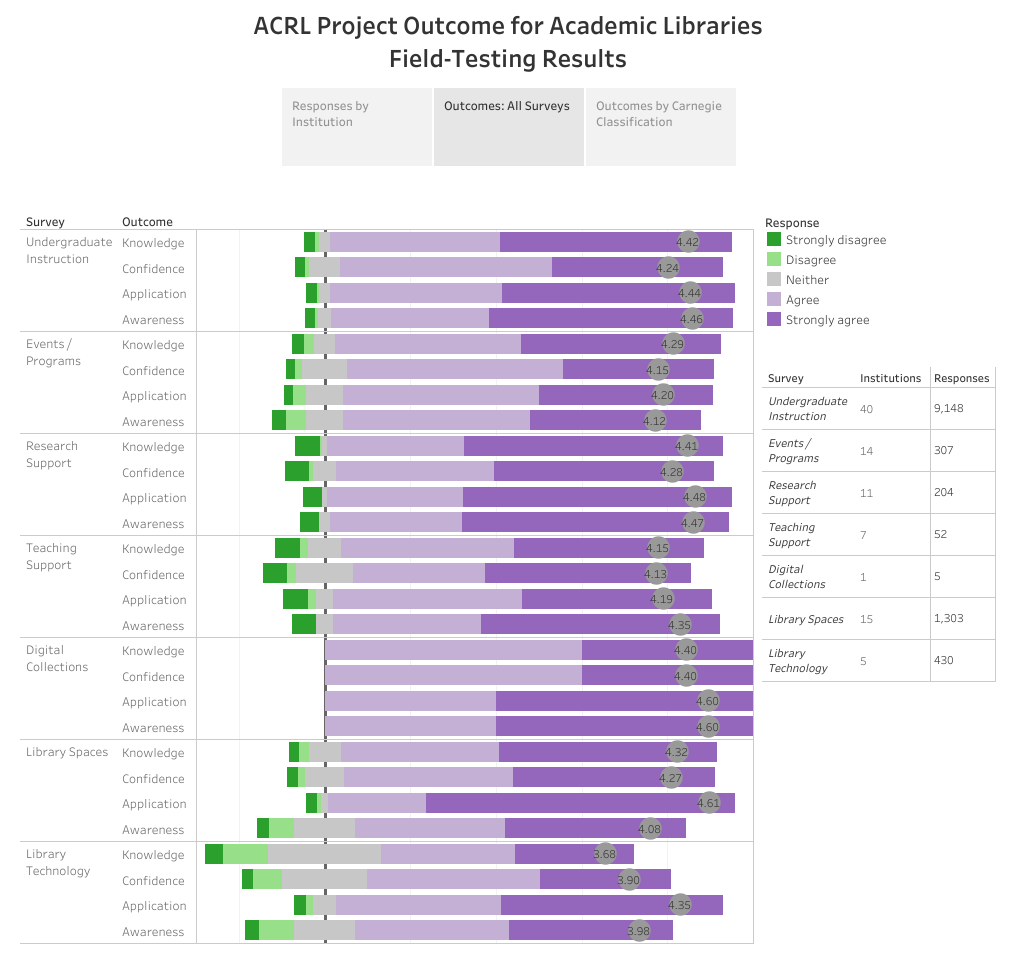 ACRL Project Outcome for Academic Libraries
Field-Testing Results
Responses by
Institution
Outcomes: All Surveys
Outcomes by Carnegie
Classification
Survey
Outcome
Undergraduate
Instruction
Knowledge 4.42
Confidence 4.24
Application 4.44
Awareness 4.46
Events /
Programs
Knowledge 4.29
Confidence 4.15
Application 4.20
Awareness 4.12
Research
Support
Knowledge 4.41
Confidence 4.28
Application 4.48
Awareness 4.47
Teaching
Support
Knowledge 4.15
Confidence 4.13
Application 4.19
Awareness 4.35
Digital
Collections
Knowledge 4.40
Confidence 4.40
Application 4.60
Awareness 4.60
Library Spaces
Knowledge 4.32
Confidence 4.27
Application 4.61
Awareness 4.08
Library
Technology
Knowledge 3.68
Confidence 3.90
Application 4.35
Awareness 3.98
Response
Strongly disagree
Disagree
Neither
Agree
Strongly agree
Survey Institutions Responses
Undergraduate
Instruction
40 9,148
Events /
Programs
14 307
Research
Support
11 204
Teaching
Support
7 52
Digital
Collections
1 5
Library Spaces 15 1,303
Library
Technology
5 430